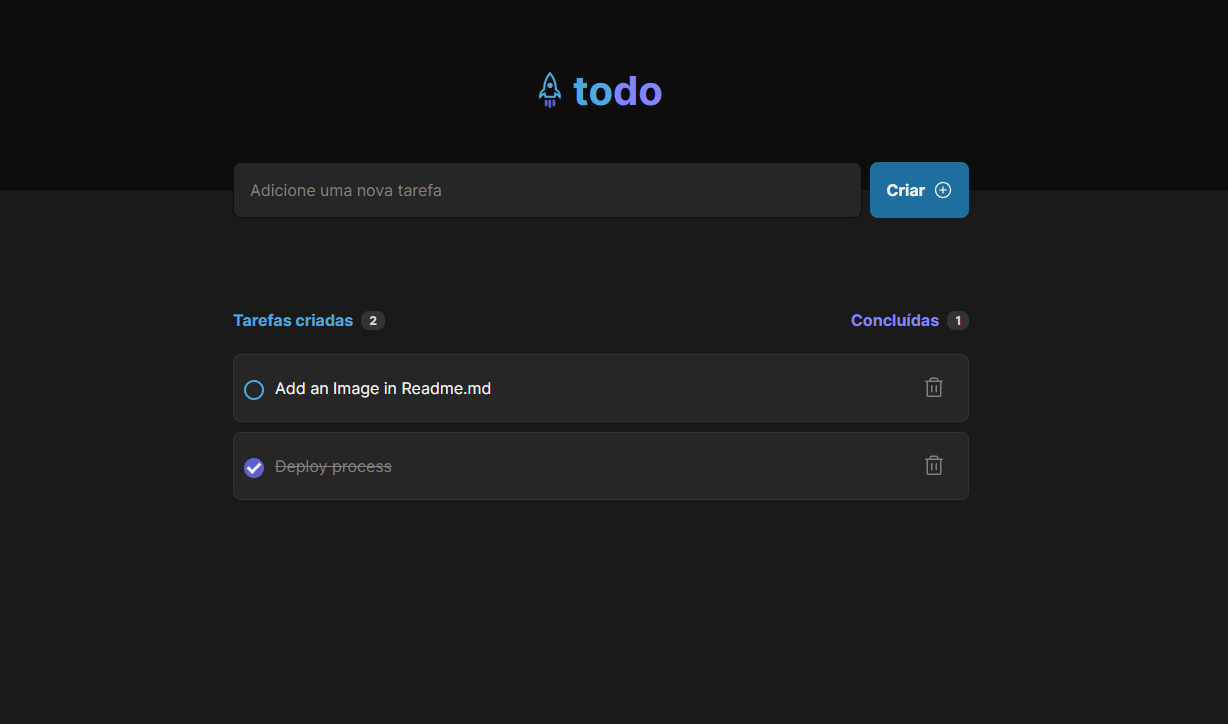 todo
Adicione uma nova tarefa
Criar
Tarefas criadas 2
Concluídas 1
Add an Image in Readme.md
Deploy process